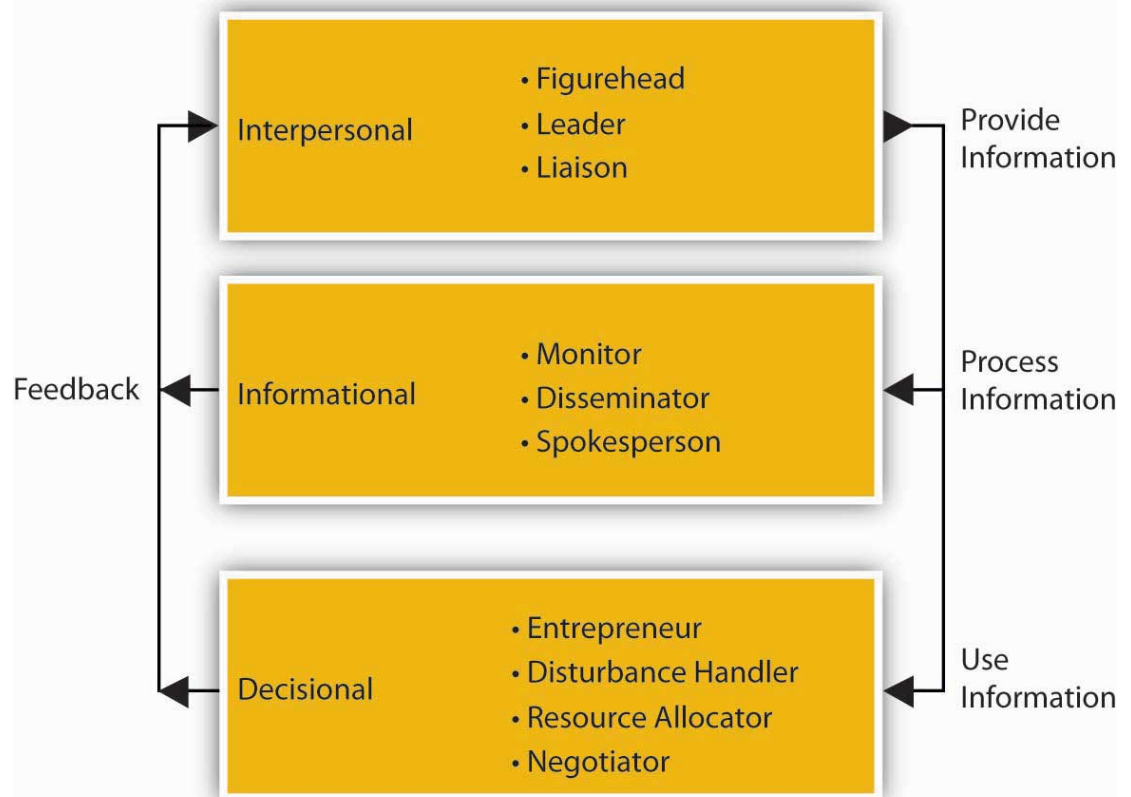 Interpersonal
• Figurehead
• Leader
• Liaison
Provide
Information
Feedback
Informational
• Monitor
• Disseminator
• Spokesperson
Process
Information
Decisional
• Entrepreneur
• Disturbance Handler
• Resource Allocator
• Negotiator
Use
Information